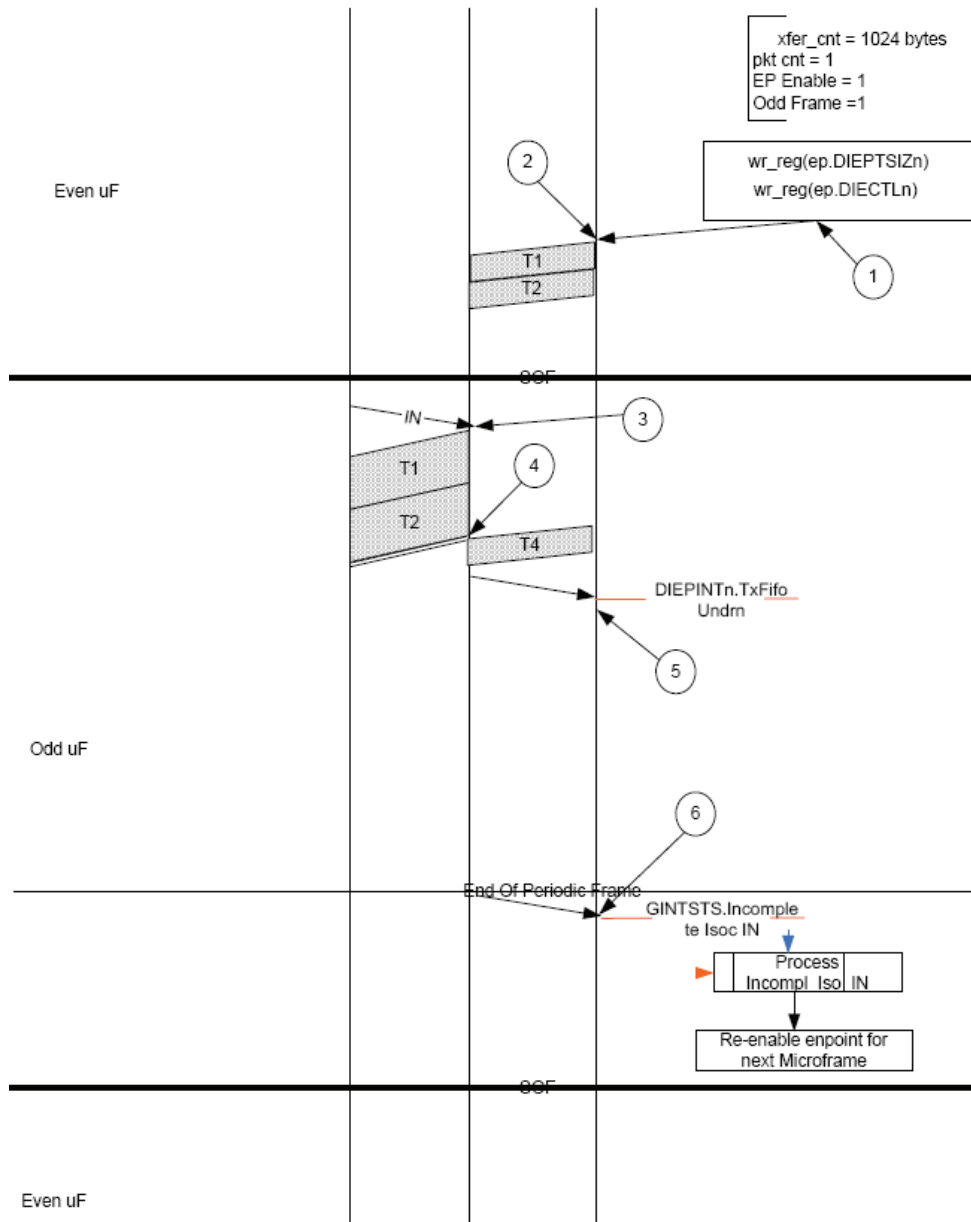 xfer_cnt = 1024 bytes
pkt cnt = 1
EP Enable = 1
Odd Frame =1
2
wr_reg(ep.DIEPTSIZn)
wr_reg(ep.DIECTLn)
Even uF
T1
T2
1
SOF
IN
3
T1
4
T2
T4
DIEPINTn.TxFifo
Undrn
5
Odd uF
6
End Of Periodic Frame
GINTSTS.Incomple
te Isoc IN
Process
Incompl_Iso_IN
Re-enable enpoint for
next Microframe
SOF
Even uF